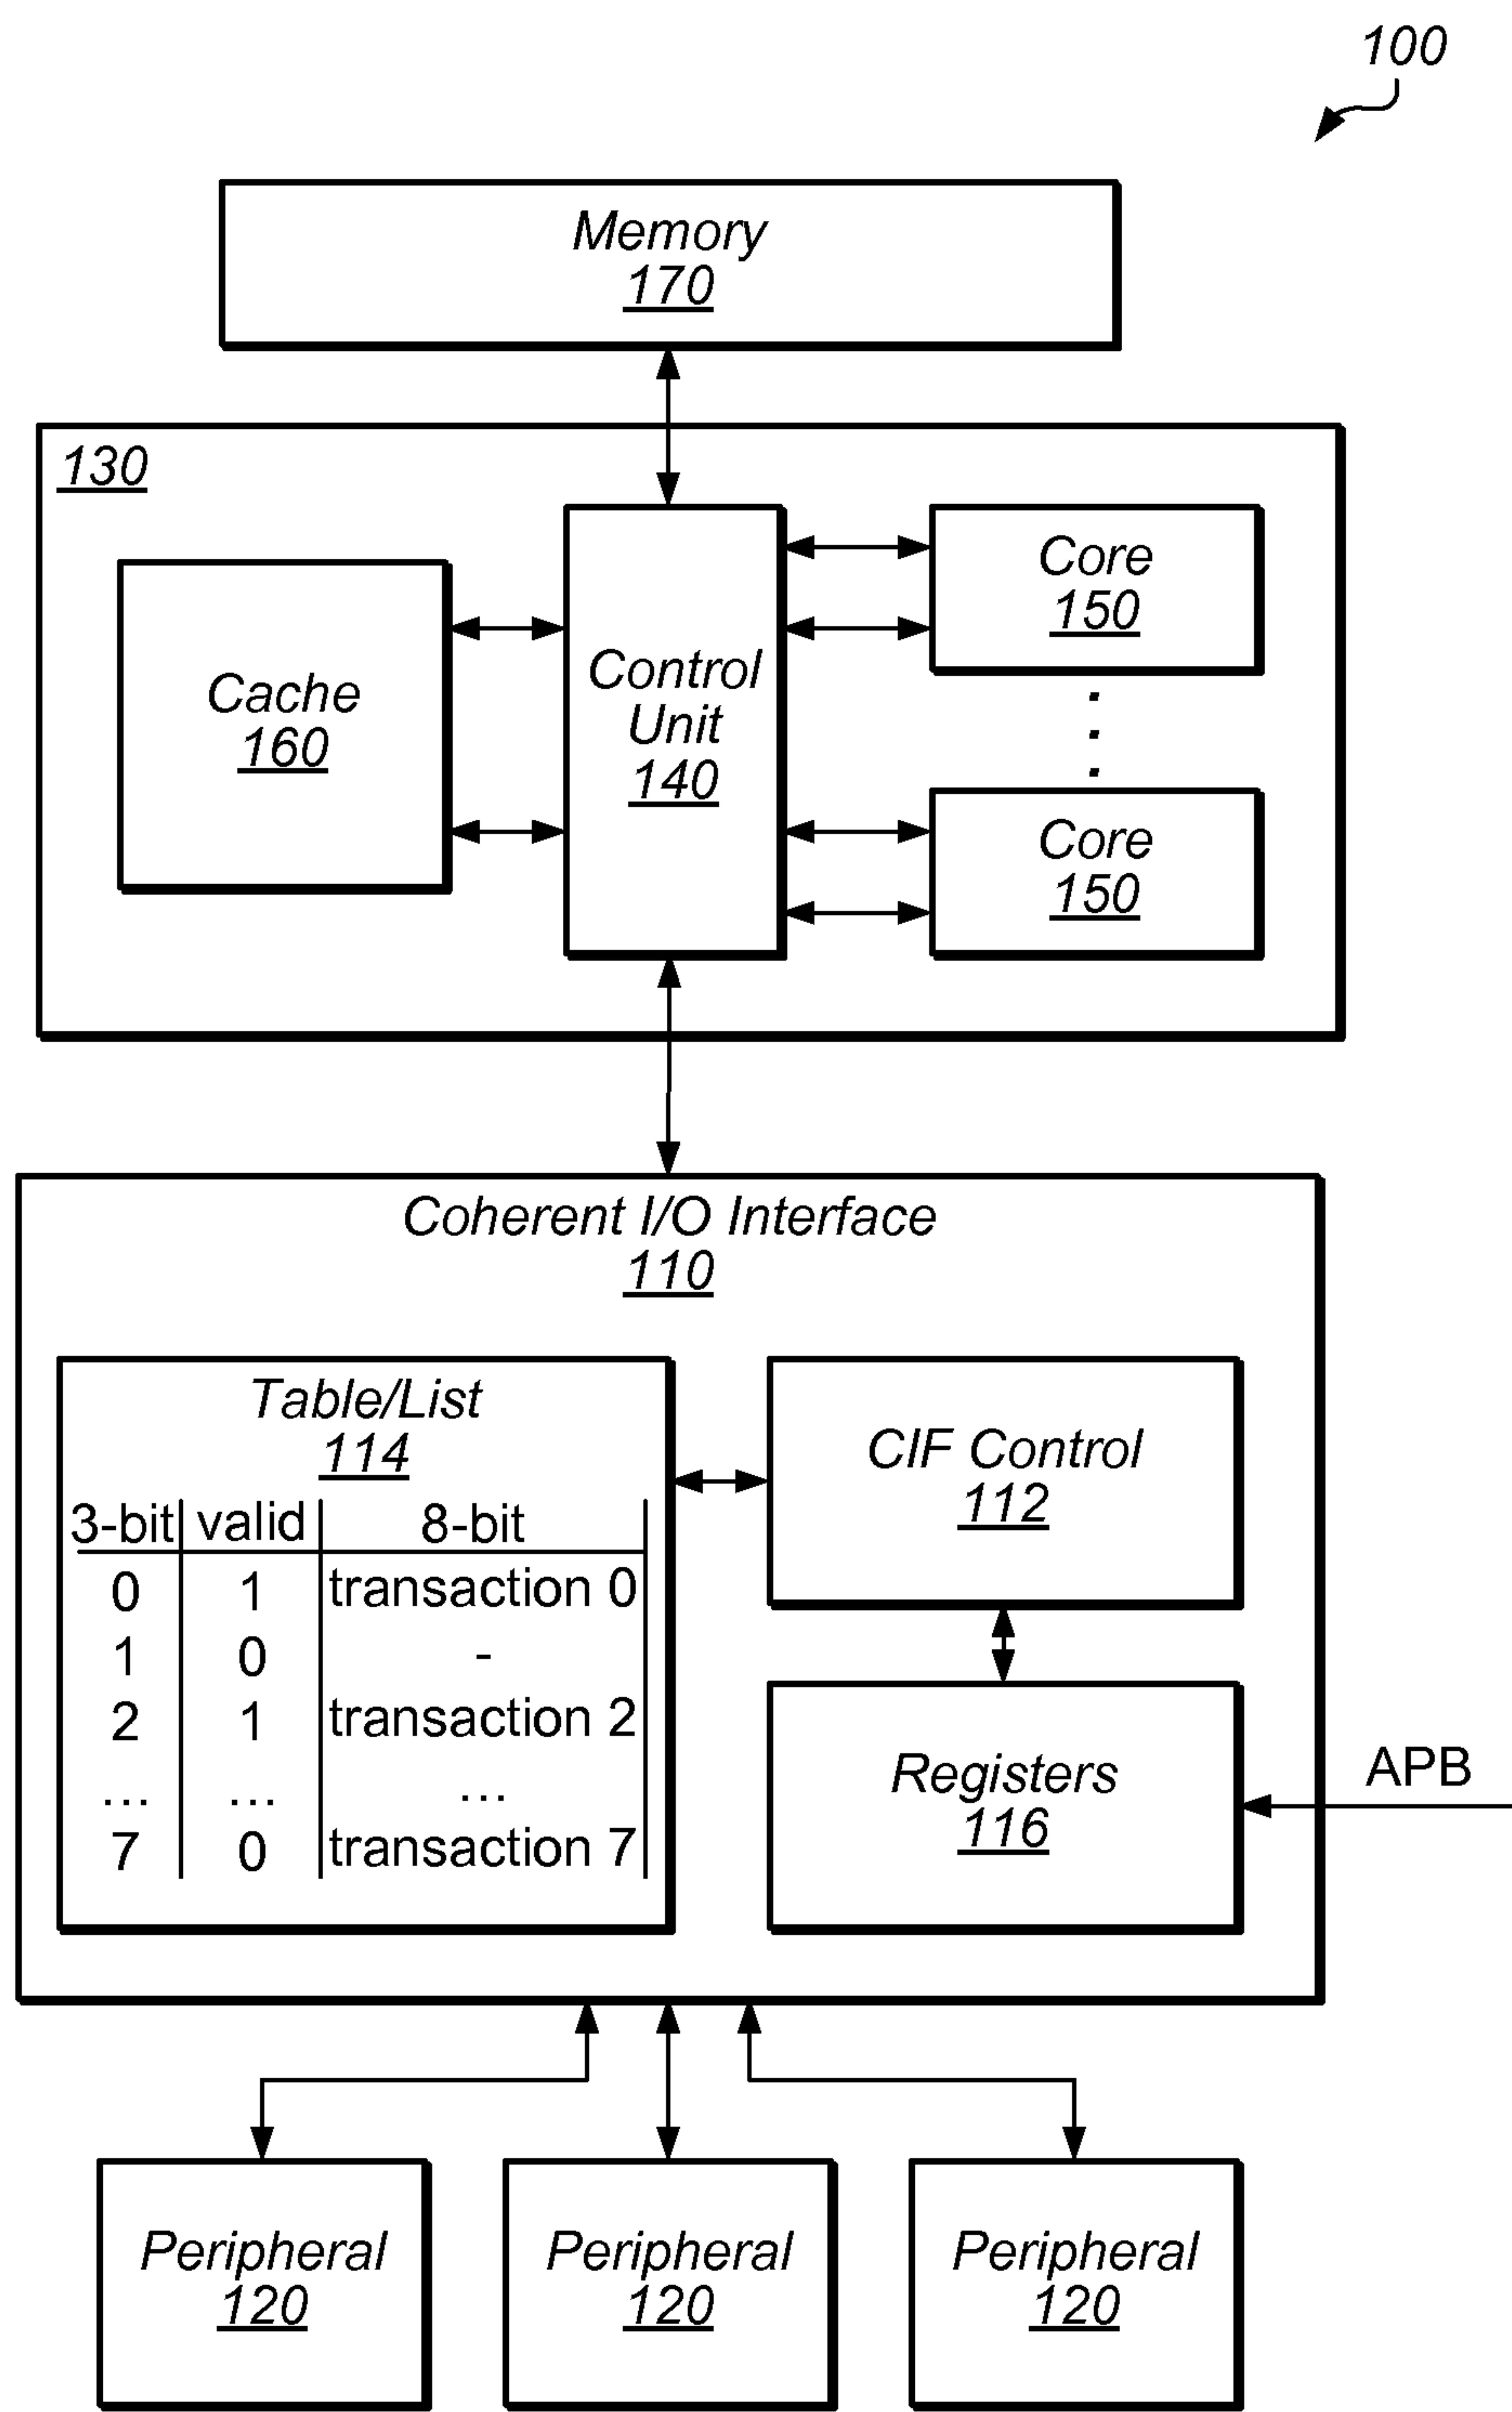 100
Memory
170
130
Cache
160
Control
Unit
140
Core
150
Core
150
Coherent I/O Interface
110
Table/List
114
3-bit valid 8-bit
0 1 transaction 0
1 0 -
2 1 transaction 2
... ... ...
7 0 transaction 7
CIF Control
112
Registers
116
APB
Peripheral
120
Peripheral
120
Peripheral
120